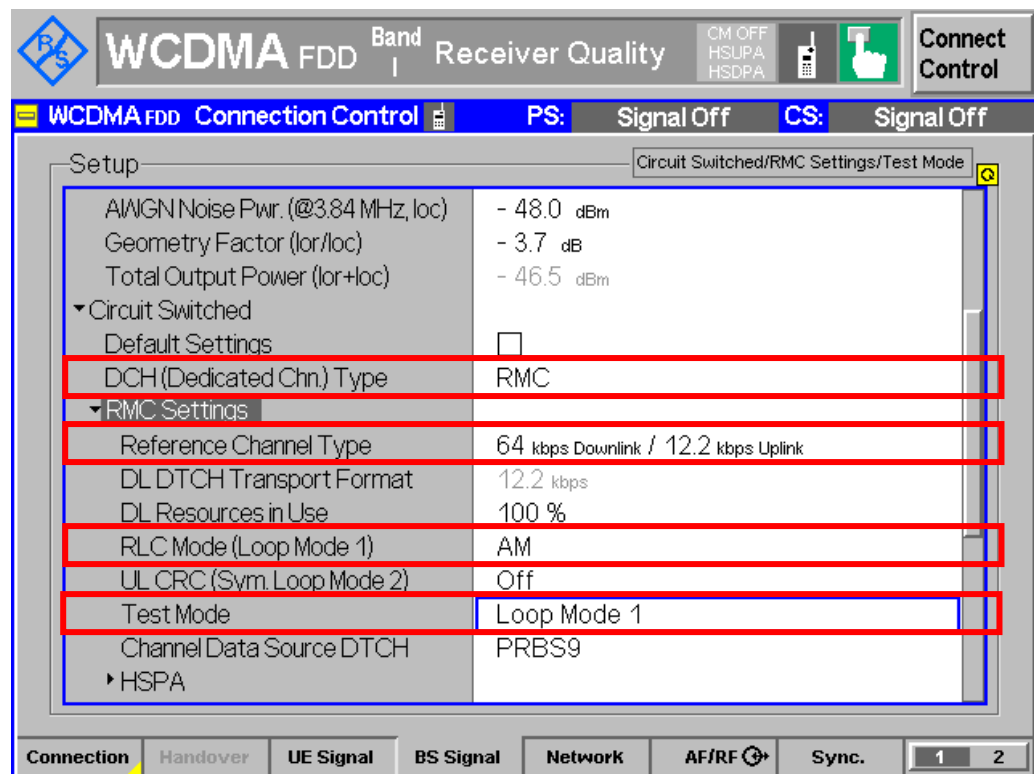 R&S WCDMA FDD Band I Receiver Quality CM OFF HSUPA HSDPA Connect Control
WCDMA FDD Connection Control PS: Signal Off CS: Signal Off
Setup Circuit Switched/RMC Settings/Test Mode
AWGN Noise Pwr. (@3.84 MHz, Ioc) - 48.0 dBm
Geometry Factor (Ior/Ioc) - 3.7 dB
Total Output Power (Ior+Ioc) - 46.5 dBm
Circuit Switched
Default Settings
DCH (Dedicated Chn.) Type RMC
RMC Settings
Reference Channel Type 64 kbps Downlink / 12.2 kbps Uplink
DL DTCH Transport Format 12.2 kbps
DL Resources in Use 100 %
RLC Mode (Loop Mode 1) AM
UL CRC (Sym. Loop Mode 2) Off
Test Mode Loop Mode 1
Channel Data Source DTCH PRBS9
HSPA
Connection Handover UE Signal BS Signal Network AF/RF Sync. 1 2